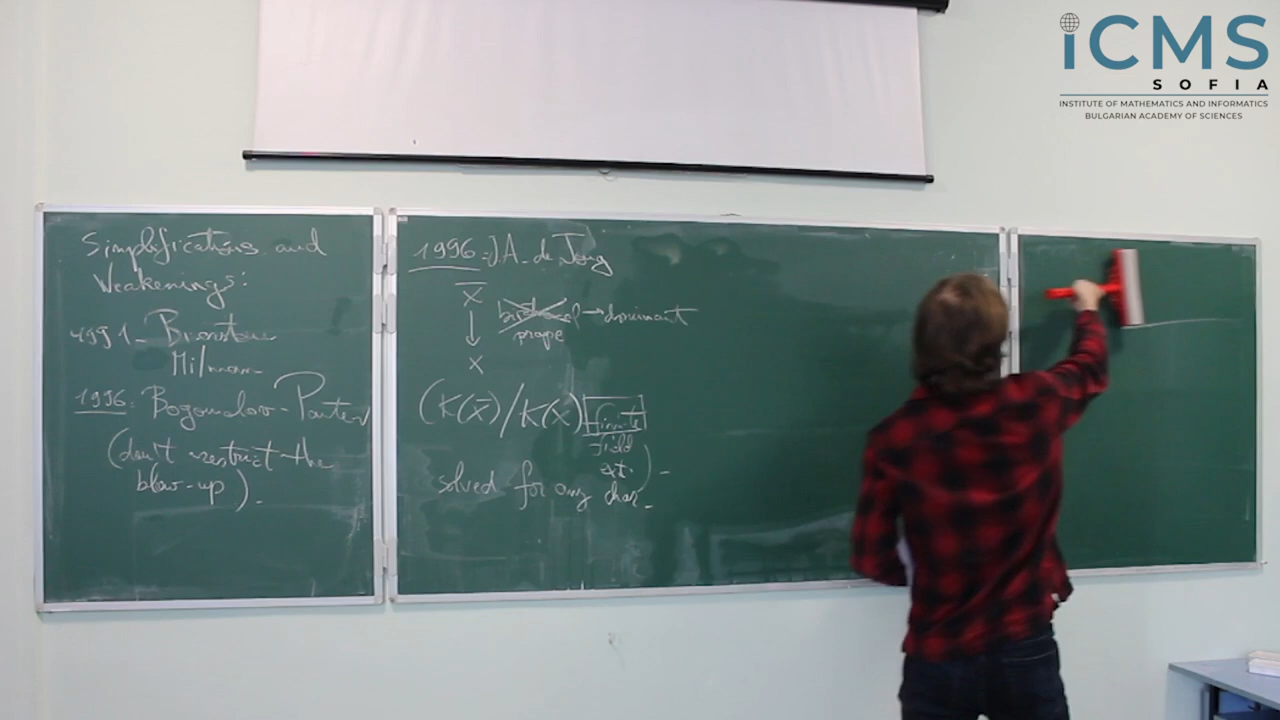 Simplifications and
Weakenings:
1991 - Bierstone
Milman
1996: Bogomolov - Pantev
(don't restrict the
blow-up).
1996: J.A. de Jong
X̄
↓
X
birational → dominant
proper
(K(X̄)/K(X) finite
field
ext.) -
solved for any char.
iCMS
SOFIA
INSTITUTE OF MATHEMATICS AND INFORMATICS
BULGARIAN ACADEMY OF SCIENCES